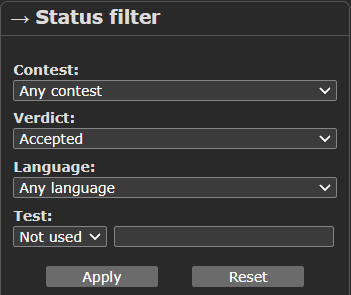 → Status filter
Contest:
Any contest
Verdict:
Accepted
Language:
Any language
Test:
Not used
Apply Reset